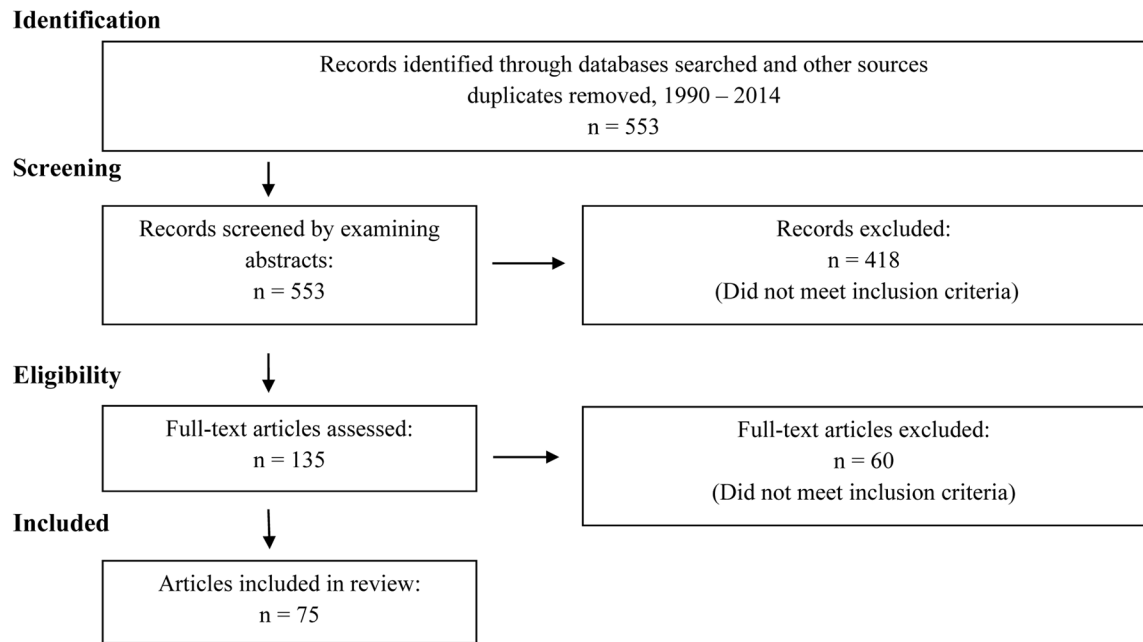 Identification
Records identified through databases searched and other sources
duplicates removed, 1990 – 2014
n = 553
Screening
Records screened by examining
abstracts:
n = 553
Records excluded:
n = 418
(Did not meet inclusion criteria)
Eligibility
Full-text articles assessed:
n = 135
Full-text articles excluded:
n = 60
(Did not meet inclusion criteria)
Included
Articles included in review:
n = 75